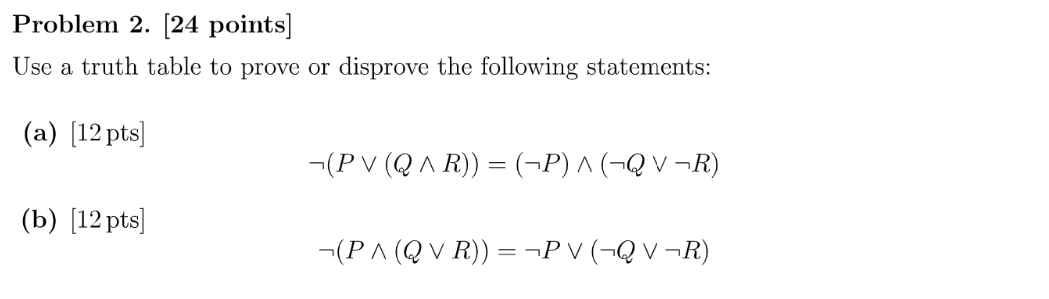 Problem 2. [24 points]
Use a truth table to prove or disprove the following statements:
(a) [12 pts]
¬(P ∨ (Q ∧ R)) = (¬P) ∧ (¬Q ∨ ¬R)
(b) [12 pts]
¬(P ∧ (Q ∨ R)) = ¬P ∨ (¬Q ∨ ¬R)